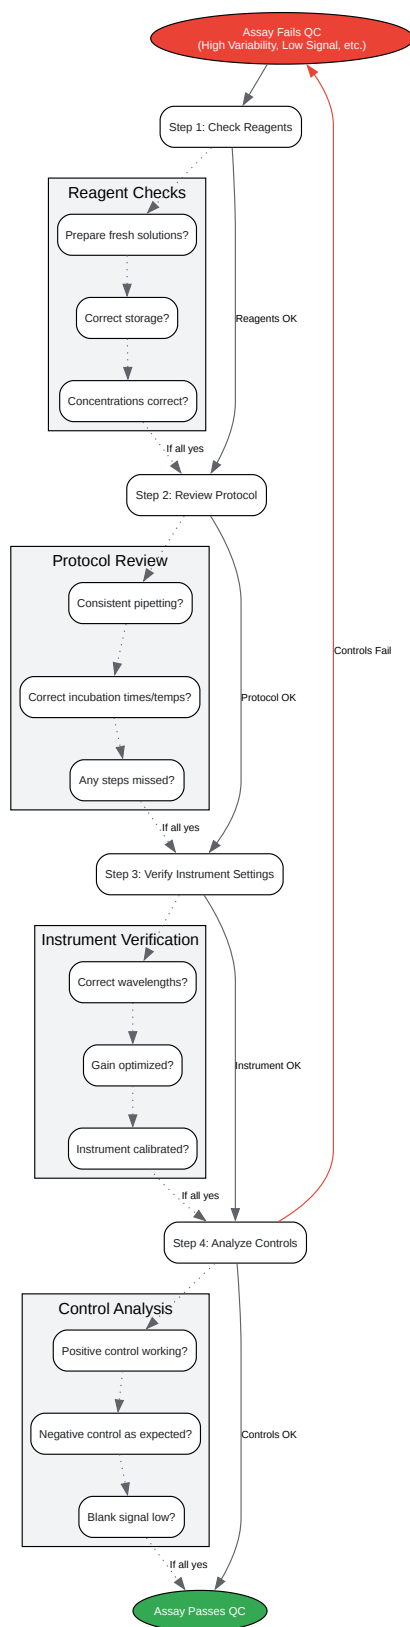 Assay Fails QC
(High Variability, Low Signal, etc.)
Step 1: Check Reagents
Reagent Checks
Prepare fresh solutions?
Correct storage?
Reagents OK
Concentrations correct?
If all yes
Step 2: Review Protocol
Protocol Review
Consistent pipetting?
Controls Fail
Correct incubation times/temps?
Protocol OK
Any steps missed?
If all yes
Step 3: Verify Instrument Settings
Instrument Verification
Correct wavelengths?
Gain optimized?
Instrument OK
Instrument calibrated?
If all yes
Step 4: Analyze Controls
Control Analysis
Positive control working?
Negative control as expected?
Controls OK
Blank signal low?
If all yes
Assay Passes QC